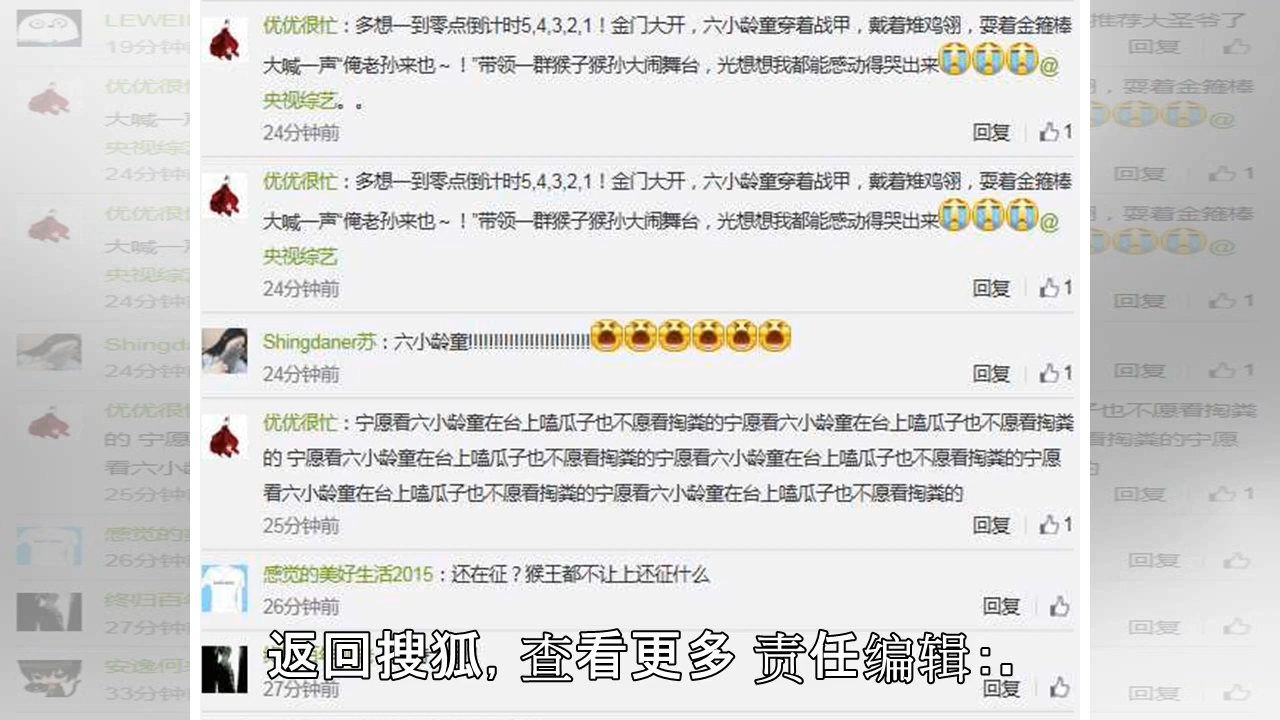 优优很忙：多想一到零点倒计时5,4,3,2,1！金门大开，六小龄童穿着战甲，戴着雉鸡翎，耍着金箍棒
大喊一声“俺老孙来也～！”带领一群猴子猴孙大闹舞台，光想想我都能感动得哭出来@
央视综艺。。
24分钟前 回复 1
优优很忙：多想一到零点倒计时5,4,3,2,1！金门大开，六小龄童穿着战甲，戴着雉鸡翎，耍着金箍棒
大喊一声“俺老孙来也～！”带领一群猴子猴孙大闹舞台，光想想我都能感动得哭出来@
央视综艺
24分钟前 回复 1
Shingdaner苏：六小龄童!!!!!!!!!!!!!!!!!!!!!!!!
24分钟前 回复 1
优优很忙：宁愿看六小龄童在台上嗑瓜子也不愿看掏粪的宁愿看六小龄童在台上嗑瓜子也不愿看掏粪
的 宁愿看六小龄童在台上嗑瓜子也不愿看掏粪的宁愿看六小龄童在台上嗑瓜子也不愿看掏粪的宁愿
看六小龄童在台上嗑瓜子也不愿看掏粪的宁愿看六小龄童在台上嗑瓜子也不愿看掏粪的
25分钟前 回复 1
感觉的美好生活2015：还在征？猴王都不让上还征什么
26分钟前 回复
返回搜狐, 查看更多 责任编辑:.
27分钟前 回复